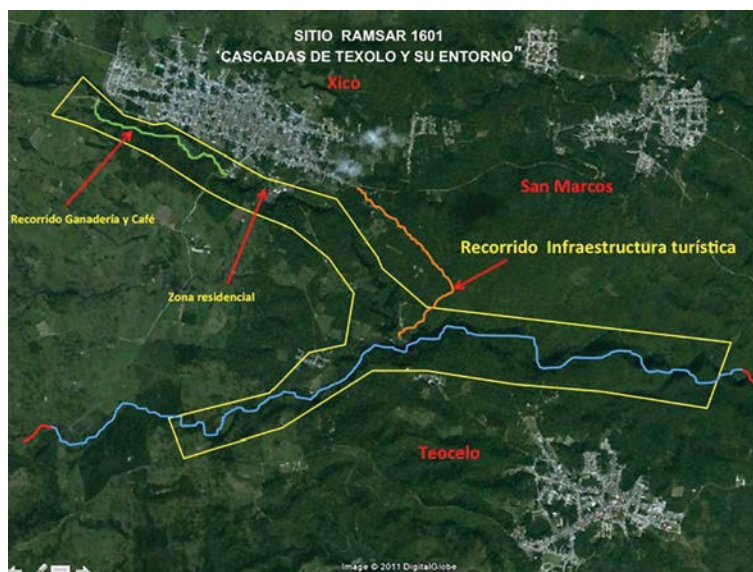 SITIO RAMSAR 1601
‘CASCADAS DE TEXOLO Y SU ENTORNO”
Xico
San Marcos
Recorrido Ganadería y Café
Recorrido Infraestructura turística
Zona residencial
Teocelo
Image © 2011 DigitalGlobe